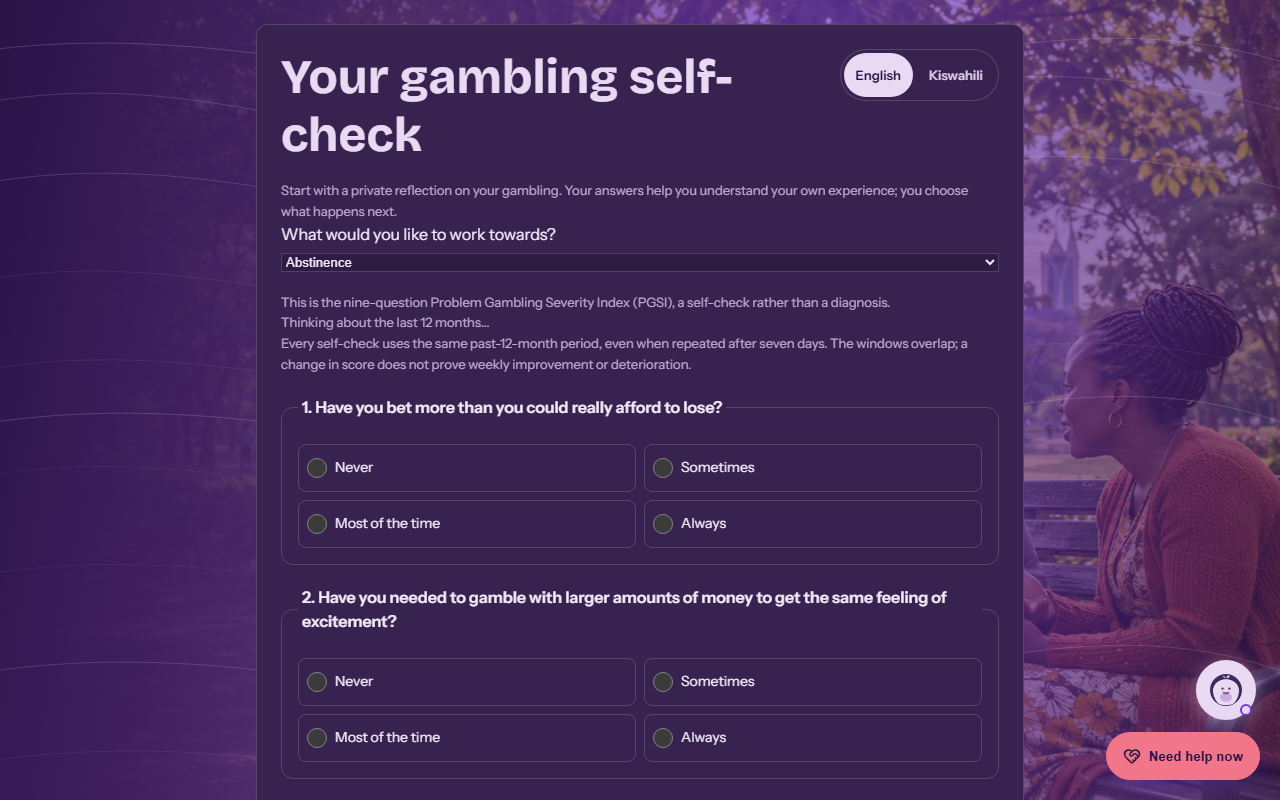 Your gambling self-
check
English
Kiswahili
Start with a private reflection on your gambling. Your answers help you understand your own experience; you choose
what happens next.
What would you like to work towards?
Abstinence
This is the nine-question Problem Gambling Severity Index (PGSI), a self-check rather than a diagnosis.
Thinking about the last 12 months...
Every self-check uses the same past-12-month period, even when repeated after seven days. The windows overlap; a
change in score does not prove weekly improvement or deterioration.
1. Have you bet more than you could really afford to lose?
Never
Sometimes
Most of the time
Always
2. Have you needed to gamble with larger amounts of money to get the same feeling of
excitement?
Never
Sometimes
Most of the time
Always
Need help now